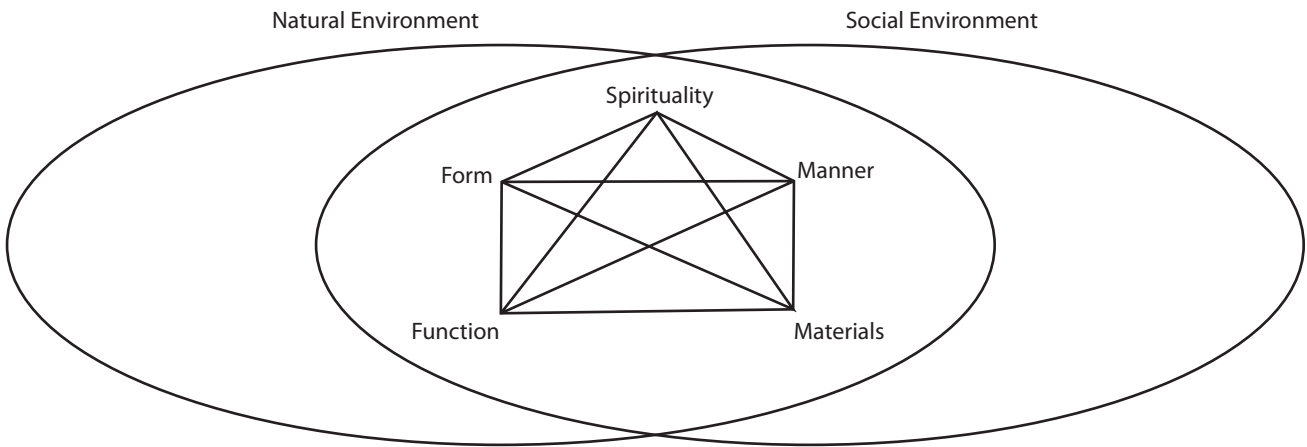 Natural Environment
Social Environment
Spirituality
Form
Manner
Function
Materials